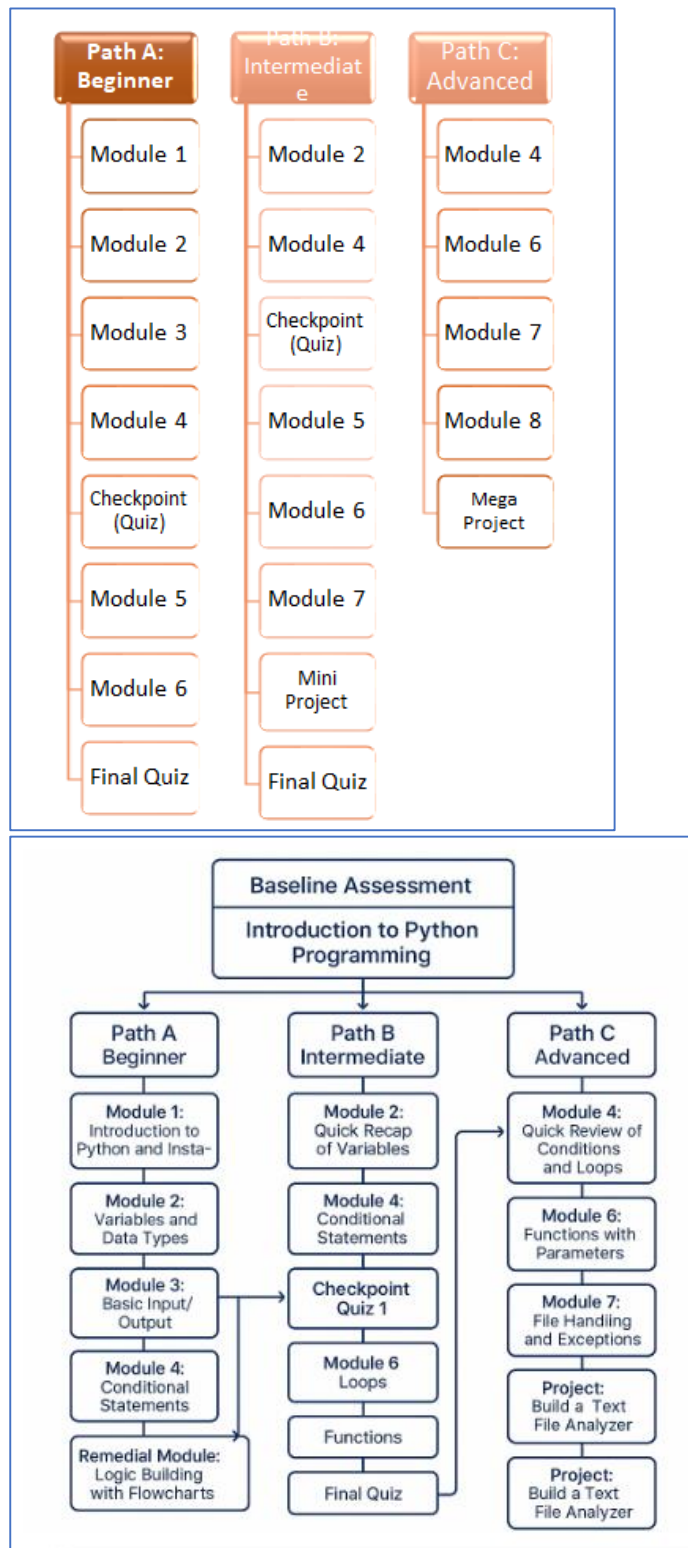 Path A:
Beginner
Module 1
Module 2
Module 3
Module 4
Checkpoint
(Quiz)
Module 5
Module 6
Final Quiz
Path B:
Intermediat
e
Module 2
Module 4
Checkpoint
(Quiz)
Module 5
Module 6
Module 7
Mini
Project
Final Quiz
Path C:
Advanced
Module 4
Module 6
Module 7
Module 8
Mega
Project
Baseline Assessment
Introduction to Python
Programming
Path A
Beginner
Module 1:
Introduction to
Python and Insta-
Module 2:
Variables and
Data Types
Module 3:
Basic Input/
Output
Module 4:
Conditional
Statements
Remedial Module:
Logic Building
with Flowcharts
Path B
Intermediate
Module 2:
Quick Recap
of Variables
Module 4:
Conditional
Statements
Checkpoint
Quiz 1
Module 6
Loops
Functions
Final Quiz
Path C
Advanced
Module 4:
Quick Review of
Conditions
and Loops
Module 6:
Functions with
Parameters
Module 7:
File Handling
and Exceptions
Project:
Build a Text
File Analyzer
Project:
Build a Text
File Analyzer